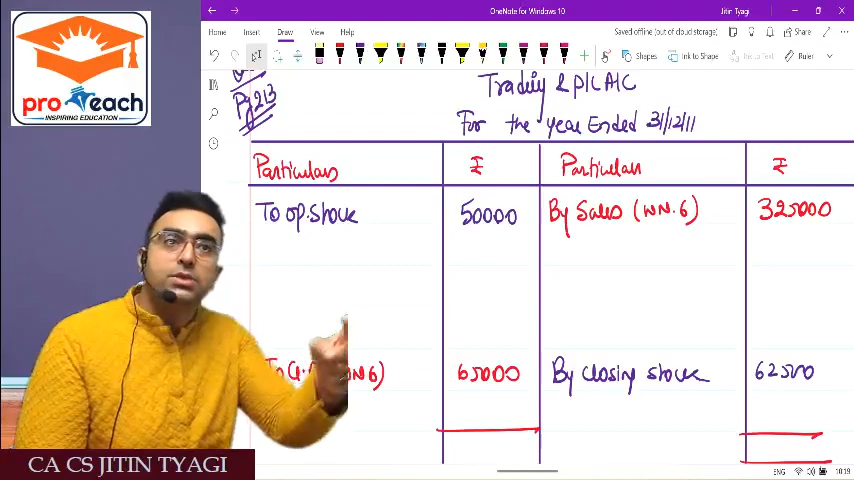 OneNote for Windows 10
Jitin Tyagi
Home Insert Draw View Help
Saved offline (out of cloud storage)
Share
Shapes Ink to Shape Ink to Text Ruler
pro Teach
INSPIRING EDUCATION
Pg 213
Trading & P/L A/C
For the year Ended 31/12/11
Particulars ₹ Particulars ₹
To op. stock 50000 By Sales (WN.6) 325000
65000 By closing stock 62500
CA CS JITIN TYAGI
ENG 10:19